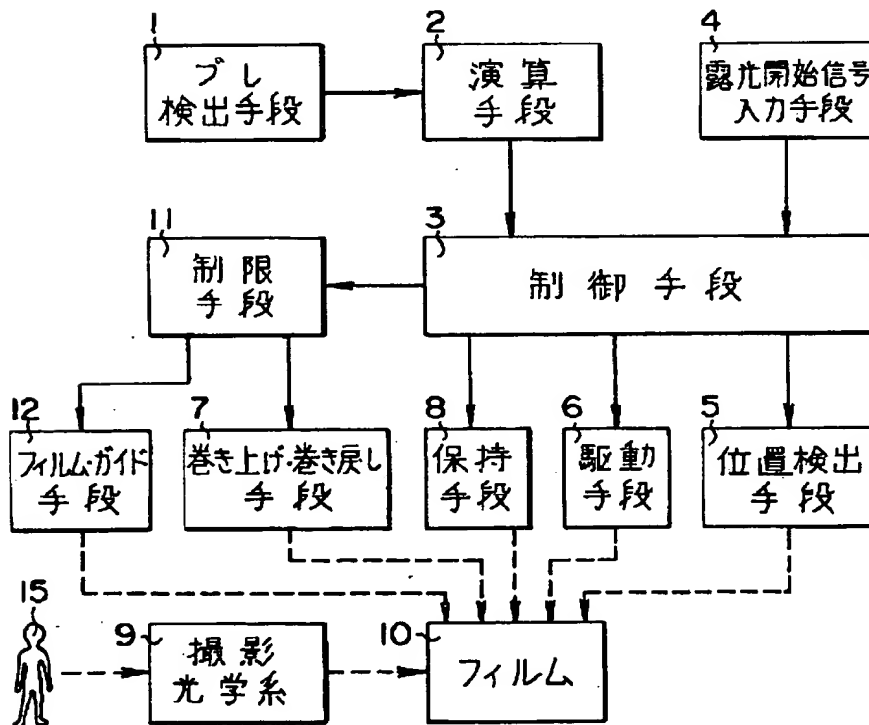 1
ブレ
検出手段
2
演算
手段
4
露光開始信号
入力手段
11
制限
手段
3
制御手段
12
フィルム・ガイド
手段
7
巻き上げ・巻き戻し
手段
8
保持
手段
6
駆動
手段
5
位置検出
手段
15
9
撮影
光学系
10
フィルム